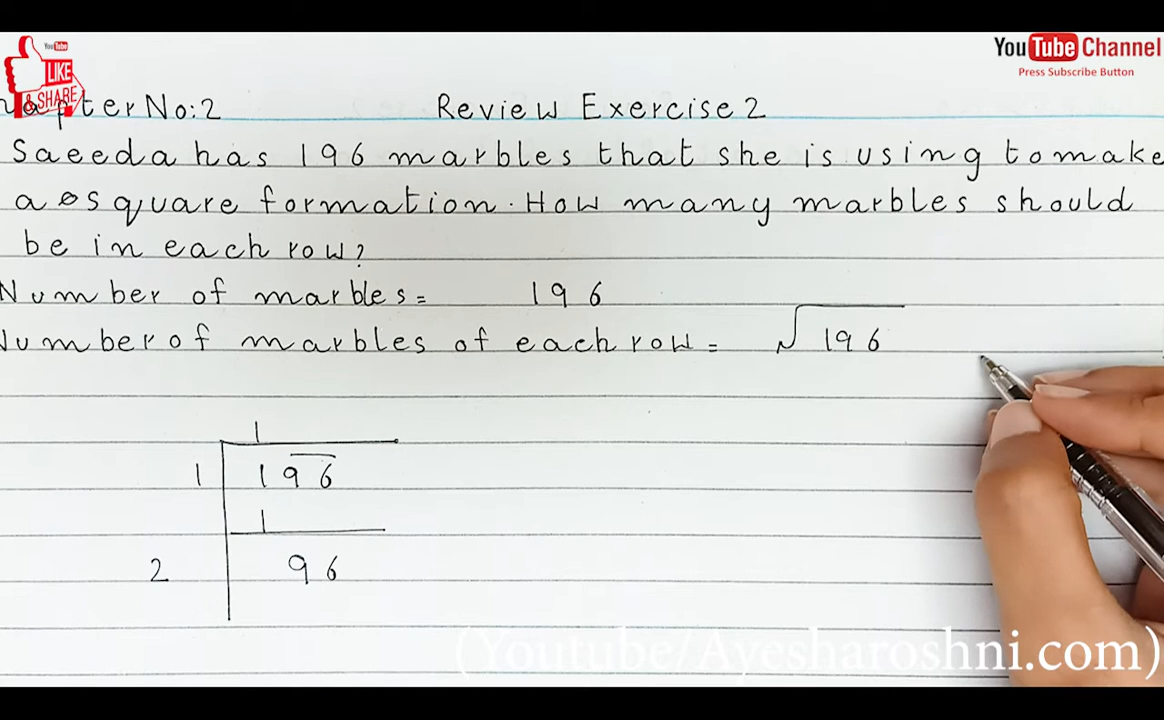 YouTube
LIKE
& SHARE
YouTube Channel
Press Subscribe Button
No:2 Review Exercise 2
Saeeda has 196 marbles that she is using to make
a square formation. How many marbles should
be in each row?
Number of marbles = 196
Number of marbles of each row = √196
1
1 196
1
2 96
(Youtube/Ayesharoshni.com)